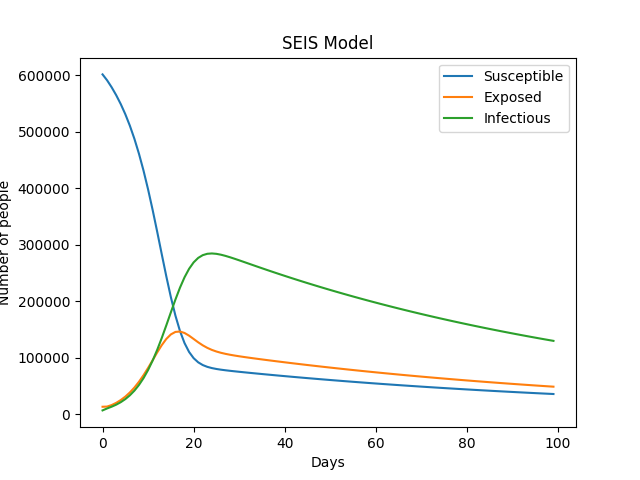 SEIS Model
Susceptible
Exposed
Infectious
600000
500000
400000
300000
200000
100000
0
Number of people
0 20 40 60 80 100
Days